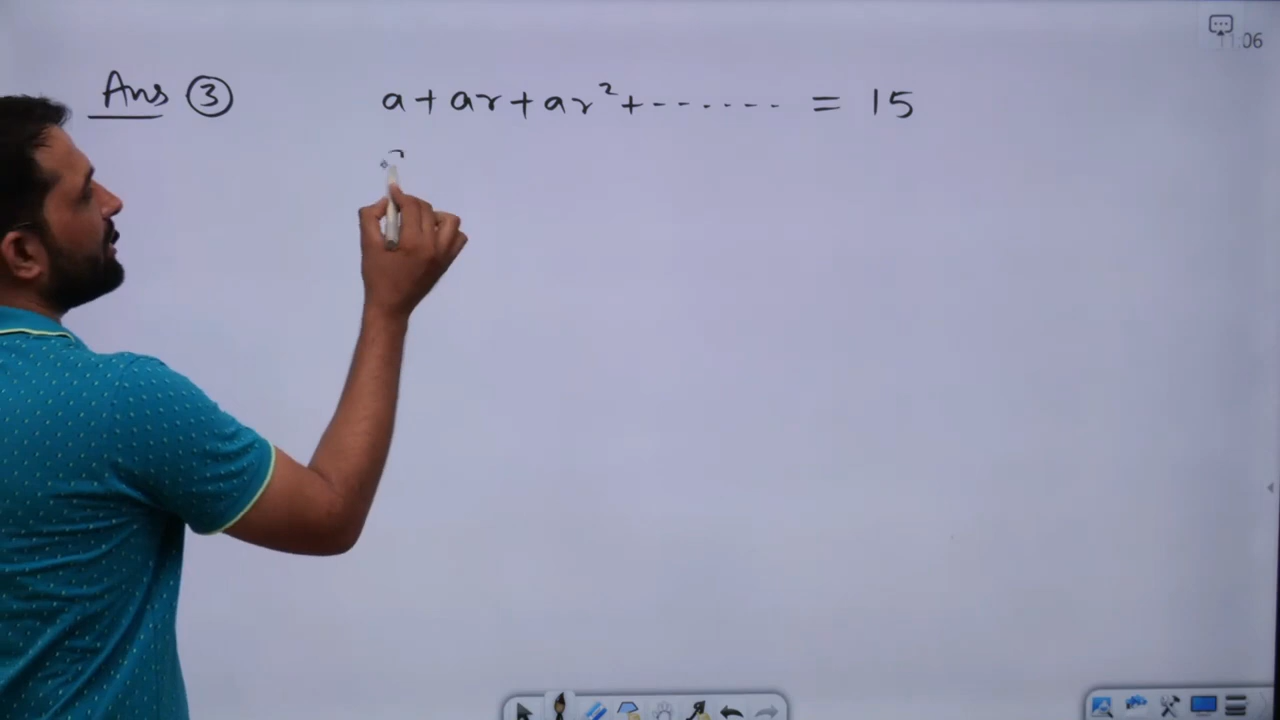 Ans ③ a + ar + ar² + ------- = 15